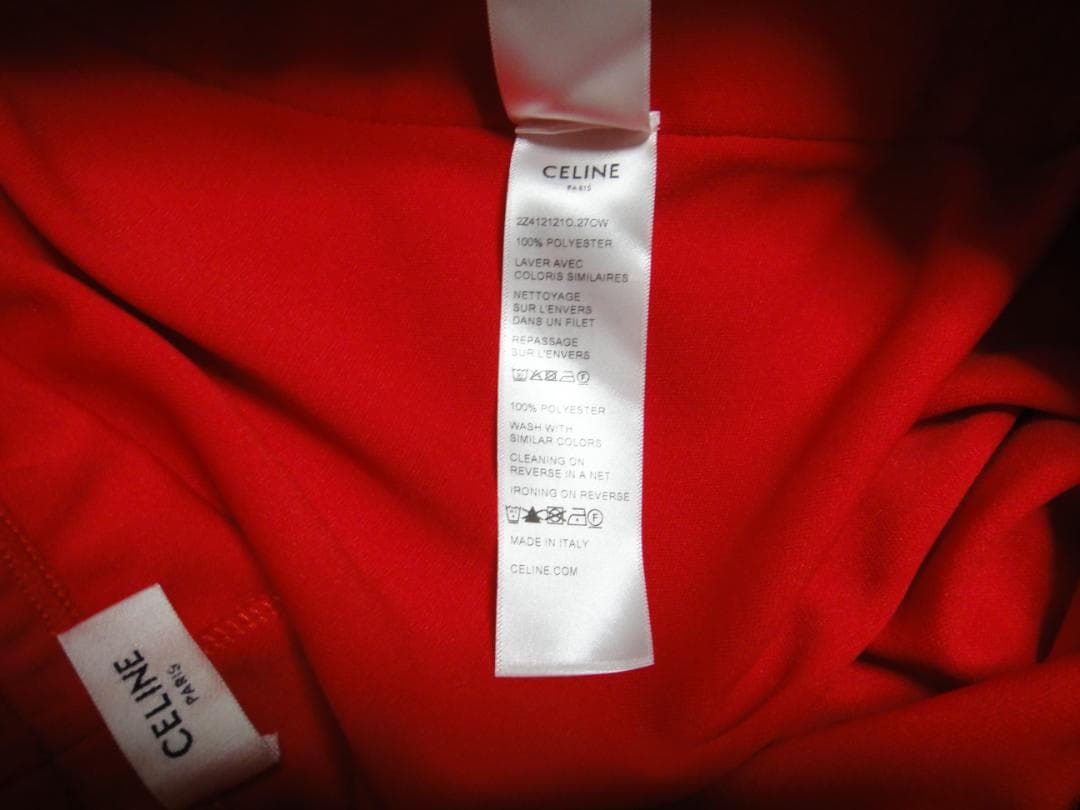 CELINE
PARIS
2Z412121O.27OW
100% POLYESTER
LAVER AVEC
COLORIS SIMILAIRES
NETTOYAGE
SUR L'ENVERS
DANS UN FILET
REPASSAGE
SUR L'ENVERS
F
100% POLYESTER
WASH WITH
SIMILAR COLORS
CLEANING ON
REVERSE IN A NET
IRONING ON REVERSE
F
MADE IN ITALY
CELINE.COM
CELINE
PARIS